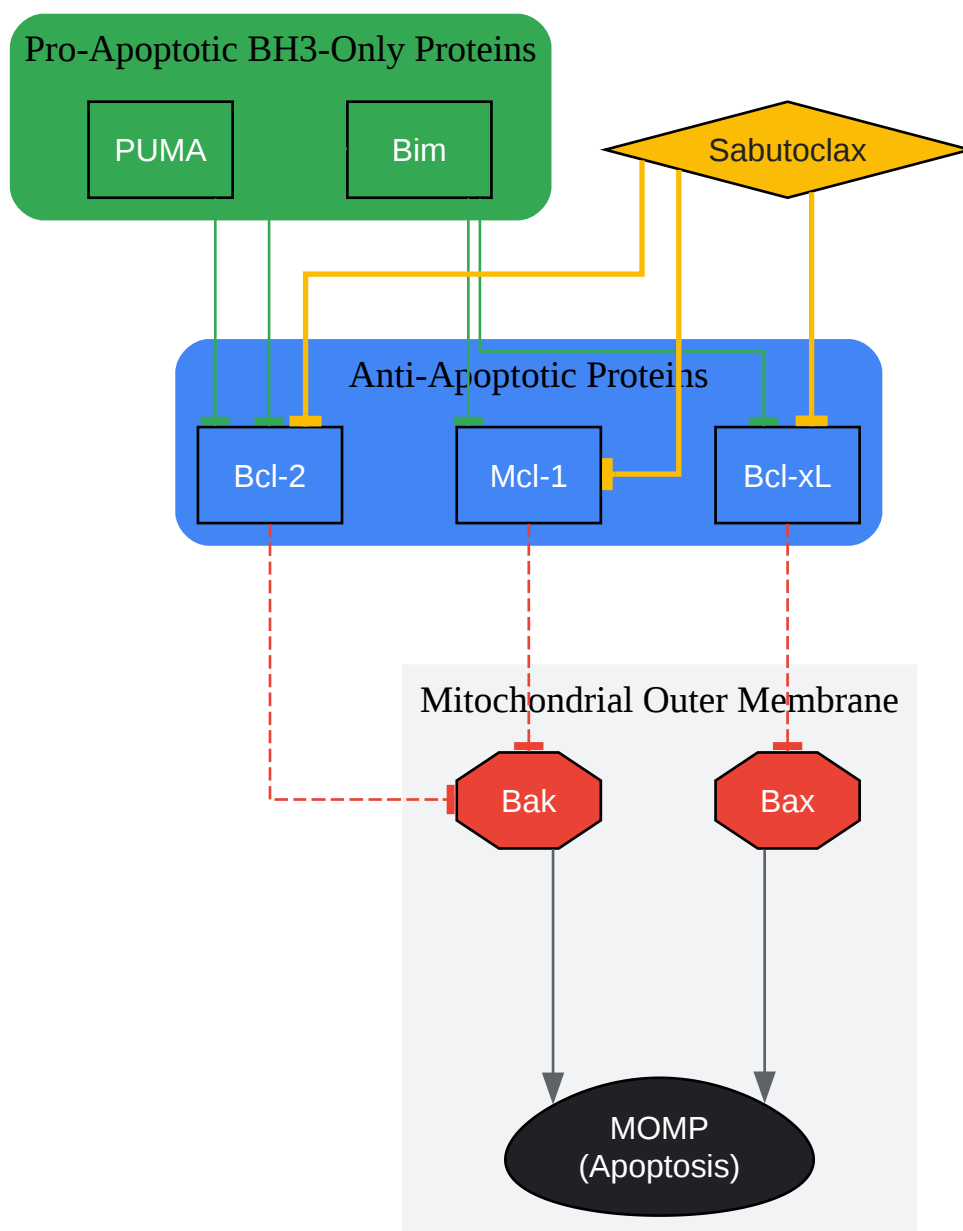 Pro-Apoptotic BH3-Only Proteins
PUMA
Bim
Sabutoclax
Anti-Apoptotic Proteins
Bcl-2
Mcl-1
Bcl-xL
Mitochondrial Outer Membrane
Bak
Bax
MOMP
(Apoptosis)